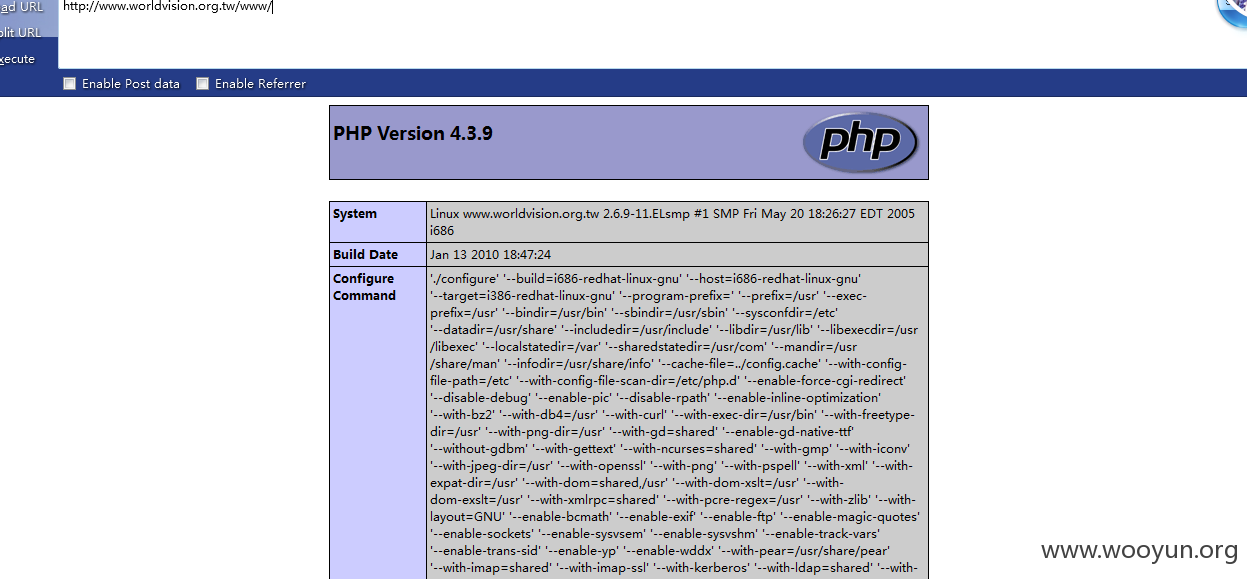 ad URL
http://www.worldvision.org.tw/www/
plit URL
xecute
Enable Post data
Enable Referrer
PHP Version 4.3.9
php
System
Linux www.worldvision.org.tw 2.6.9-11.ELsmp #1 SMP Fri May 20 18:26:27 EDT 2005
i686
Build Date
Jan 13 2010 18:47:24
Configure
Command
'./configure' '--build=i686-redhat-linux-gnu' '--host=i686-redhat-linux-gnu'
'--target=i386-redhat-linux-gnu' '--program-prefix=' '--prefix=/usr' '--exec-
prefix=/usr' '--bindir=/usr/bin' '--sbindir=/usr/sbin' '--sysconfdir=/etc'
'--datadir=/usr/share' '--includedir=/usr/include' '--libdir=/usr/lib' '--libexecdir=/usr
/libexec' '--localstatedir=/var' '--sharedstatedir=/usr/com' '--mandir=/usr
/share/man' '--infodir=/usr/share/info' '--cache-file=../config.cache' '--with-config-
file-path=/etc' '--with-config-file-scan-dir=/etc/php.d' '--enable-force-cgi-redirect'
'--disable-debug' '--enable-pic' '--disable-rpath' '--enable-inline-optimization'
'--with-bz2' '--with-db4=/usr' '--with-curl' '--with-exec-dir=/usr/bin' '--with-freetype-
dir=/usr' '--with-png-dir=/usr' '--with-gd=shared' '--enable-gd-native-ttf'
'--without-gdbm' '--with-gettext' '--with-ncurses=shared' '--with-gmp' '--with-iconv'
'--with-jpeg-dir=/usr' '--with-openssl' '--with-png' '--with-pspell' '--with-xml' '--with-
expat-dir=/usr' '--with-dom=shared,/usr' '--with-dom-xslt=/usr' '--with-
dom-exslt=/usr' '--with-xmlrpc=shared' '--with-pcre-regex=/usr' '--with-zlib' '--with-
layout=GNU' '--enable-bcmath' '--enable-exif' '--enable-ftp' '--enable-magic-quotes'
'--enable-sockets' '--enable-sysvsem' '--enable-sysvshm' '--enable-track-vars'
'--enable-trans-sid' '--enable-yp' '--enable-wddx' '--with-pear=/usr/share/pear'
'--with-imap=shared' '--with-imap-ssl' '--with-kerberos' '--with-ldap=shared' '--with-
www.wooyun.org